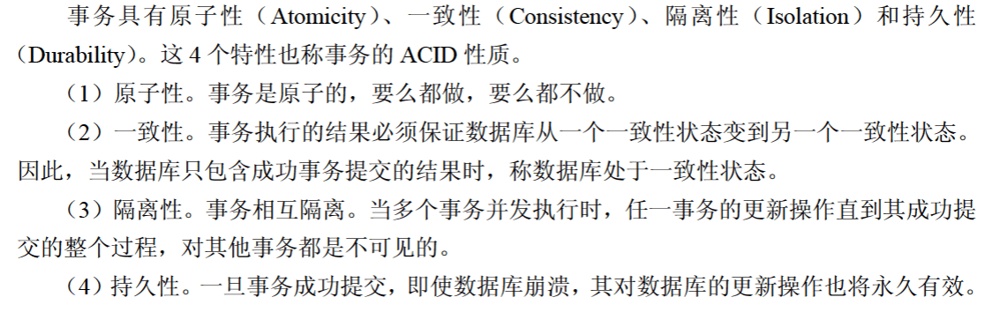 事务具有原子性（Atomicity）、一致性（Consistency）、隔离性（Isolation）和持久性
（Durability）。这 4 个特性也称事务的 ACID 性质。
（1）原子性。事务是原子的，要么都做，要么都不做。
（2）一致性。事务执行的结果必须保证数据库从一个一致性状态变到另一个一致性状态。
因此，当数据库只包含成功事务提交的结果时，称数据库处于一致性状态。
（3）隔离性。事务相互隔离。当多个事务并发执行时，任一事务的更新操作直到其成功提
交的整个过程，对其他事务都是不可见的。
（4）持久性。一旦事务成功提交，即使数据库崩溃，其对数据库的更新操作也将永久有效。